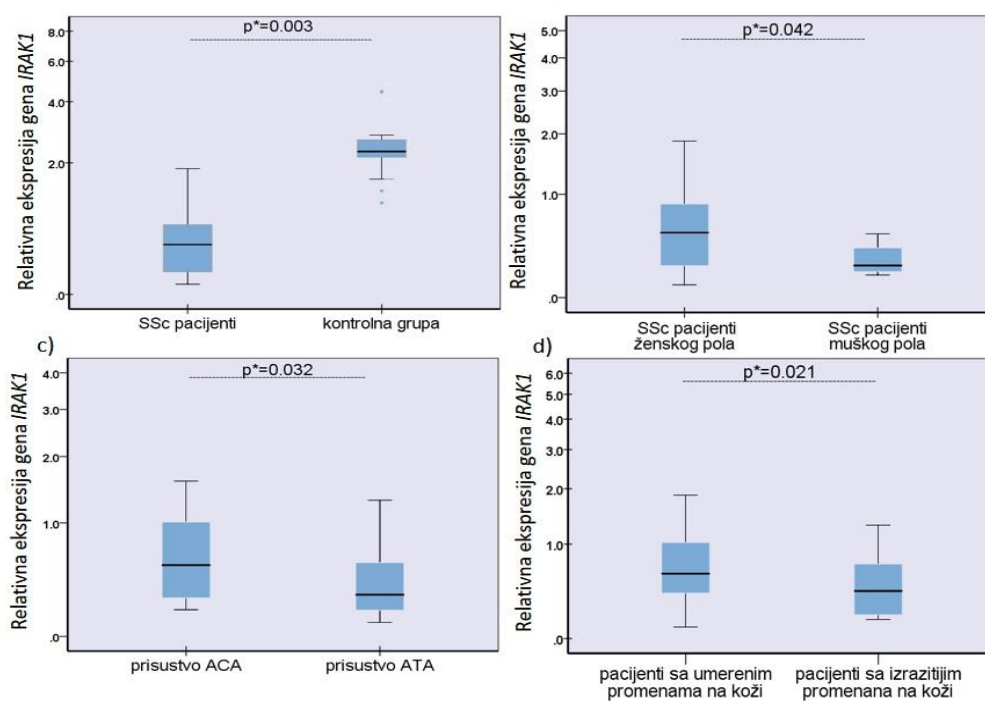 p*=0.003
Relativna ekspresija gena IRAK1
8.0
6.0
4.0
2.0
.0
SSc pacijenti
kontrolna grupa
p*=0.042
Relativna ekspresija gena IRAK1
5.0
4.0
3.0
2.0
1.0
.0
SSc pacijenti
ženskog pola
SSc pacijenti
muškog pola
c)
p*=0.032
Relativna ekspresija gena IRAK1
4.0
3.0
2.0
1.0
.0
prisustvo ACA
prisustvo ATA
d)
p*=0.021
Relativna ekspresija gena IRAK1
6.0
5.0
4.0
3.0
2.0
1.0
.0
pacijenti sa umerenim
promenama na koži
pacijenti sa izrazitijim
promenana na koži